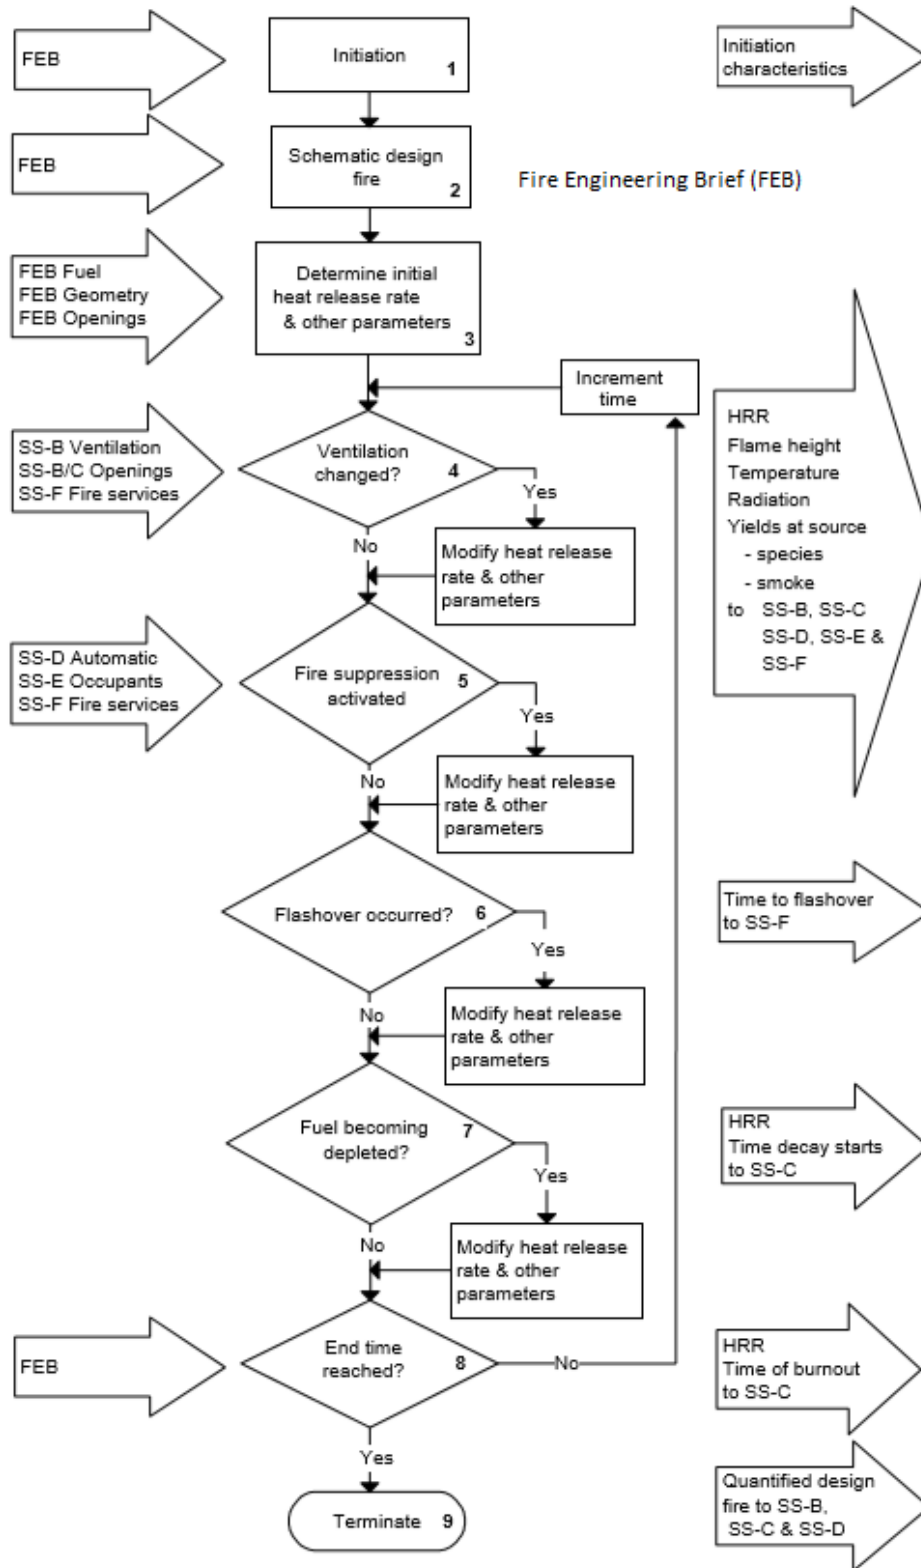 FEB
Initiation
1
Initiation
characteristics
FEB
Schematic design
fire
2
Fire Engineering Brief (FEB)
FEB Fuel
FEB Geometry
FEB Openings
Determine initial
heat release rate
& other parameters
3
Increment
time
SS-B Ventilation
SS-B/C Openings
SS-F Fire services
Ventilation
changed?
4
Yes
No
Modify heat release
rate & other
parameters
HRR
Flame height
Temperature
Radiation
Yields at source
- species
- smoke
to SS-B, SS-C
SS-D, SS-E &
SS-F
SS-D Automatic
SS-E Occupants
SS-F Fire services
Fire suppression
activated
5
Yes
No
Modify heat release
rate & other
parameters
Flashover occurred?
6
Yes
No
Modify heat release
rate & other
parameters
Time to flashover
to SS-F
Fuel becoming
depleted?
7
Yes
No
Modify heat release
rate & other
parameters
HRR
Time decay starts
to SS-C
FEB
End time
reached?
8
No
Yes
HRR
Time of burnout
to SS-C
Terminate
9
Quantified design
fire to SS-B,
SS-C & SS-D